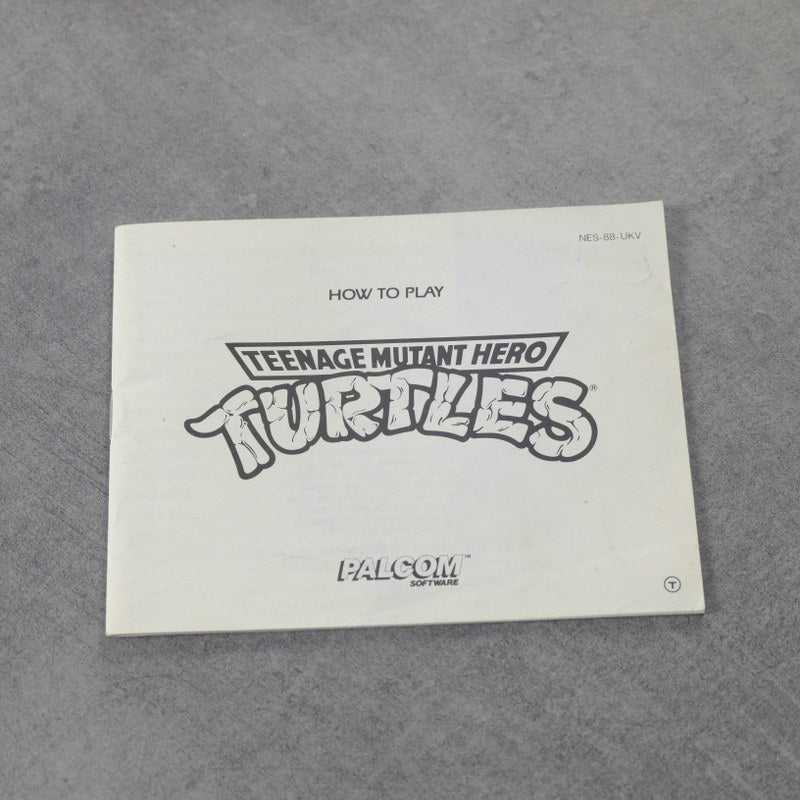 NES-88-UKV
HOW TO PLAY
TEENAGE MUTANT HERO
TURTLES®
PALCOM™
SOFTWARE
T